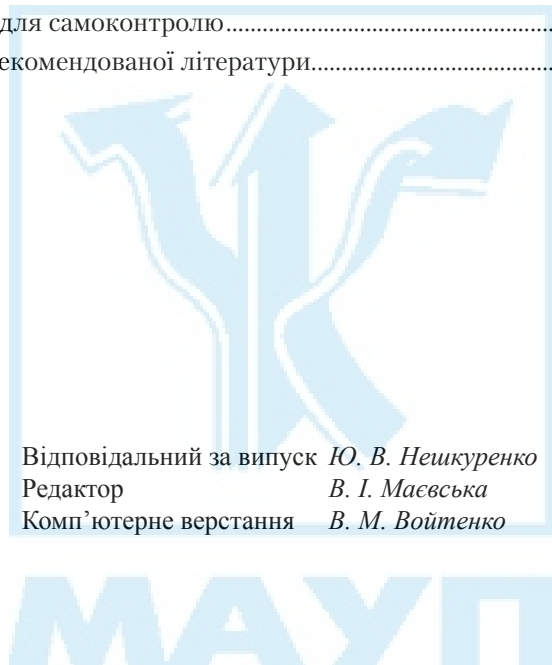 для самоконтролю........................................................
екомендованої літератури.........................................
Відповідальний за випуск Ю. В. Нешкуренко
Редактор В. І. Маєвська
Комп’ютерне верстання В. М. Войтенко
МАУП